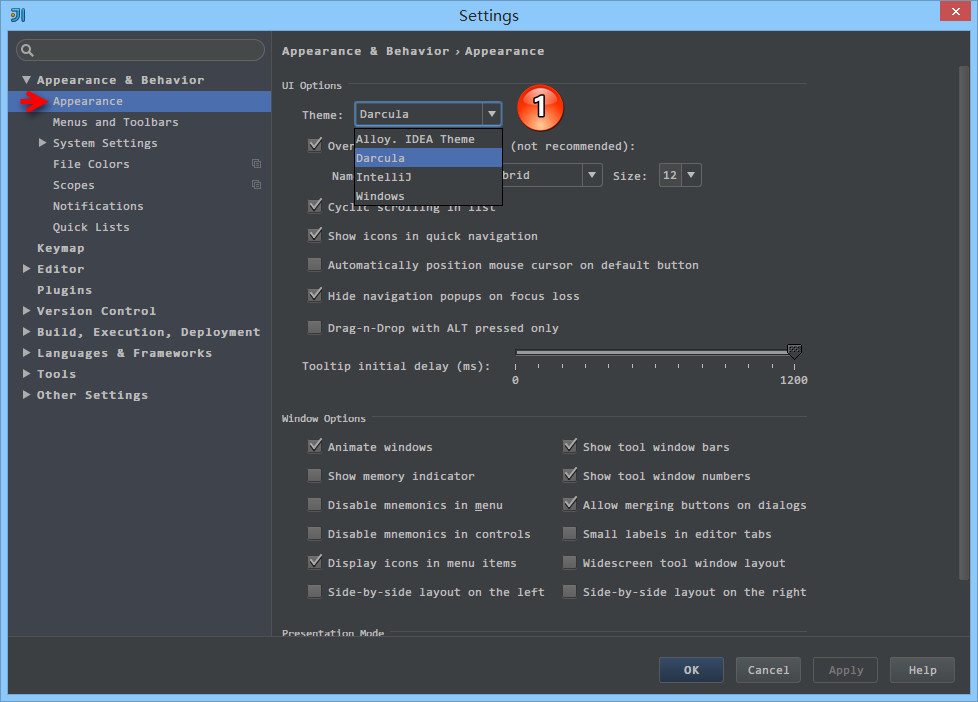 Settings
Appearance & Behavior › Appearance
Appearance & Behavior
Appearance
Menus and Toolbars
System Settings
File Colors
Scopes
Notifications
Quick Lists
Keymap
Editor
Plugins
Version Control
Build, Execution, Deployment
Languages & Frameworks
Tools
Other Settings
UI Options
Theme: Darcula
1
Alloy. IDEA Theme
Darcula
IntelliJ
Windows
(not recommended):
Size: 12
Cyclic scrolling in list
Show icons in quick navigation
Automatically position mouse cursor on default button
Hide navigation popups on focus loss
Drag-n-Drop with ALT pressed only
Tooltip initial delay (ms):
0 1200
Window Options
Animate windows Show tool window bars
Show memory indicator Show tool window numbers
Disable mnemonics in menu Allow merging buttons on dialogs
Disable mnemonics in controls Small labels in editor tabs
Display icons in menu items Widescreen tool window layout
Side-by-side layout on the left Side-by-side layout on the right
Presentation Mode
OK Cancel Apply Help